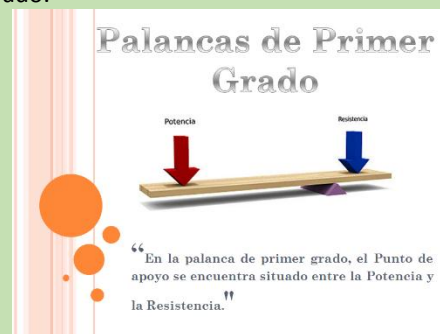 Palancas de Primer
Grado
Potencia
Resistencia
“En la palanca de primer grado, el Punto de
apoyo se encuentra situado entre la Potencia y
la Resistencia.”